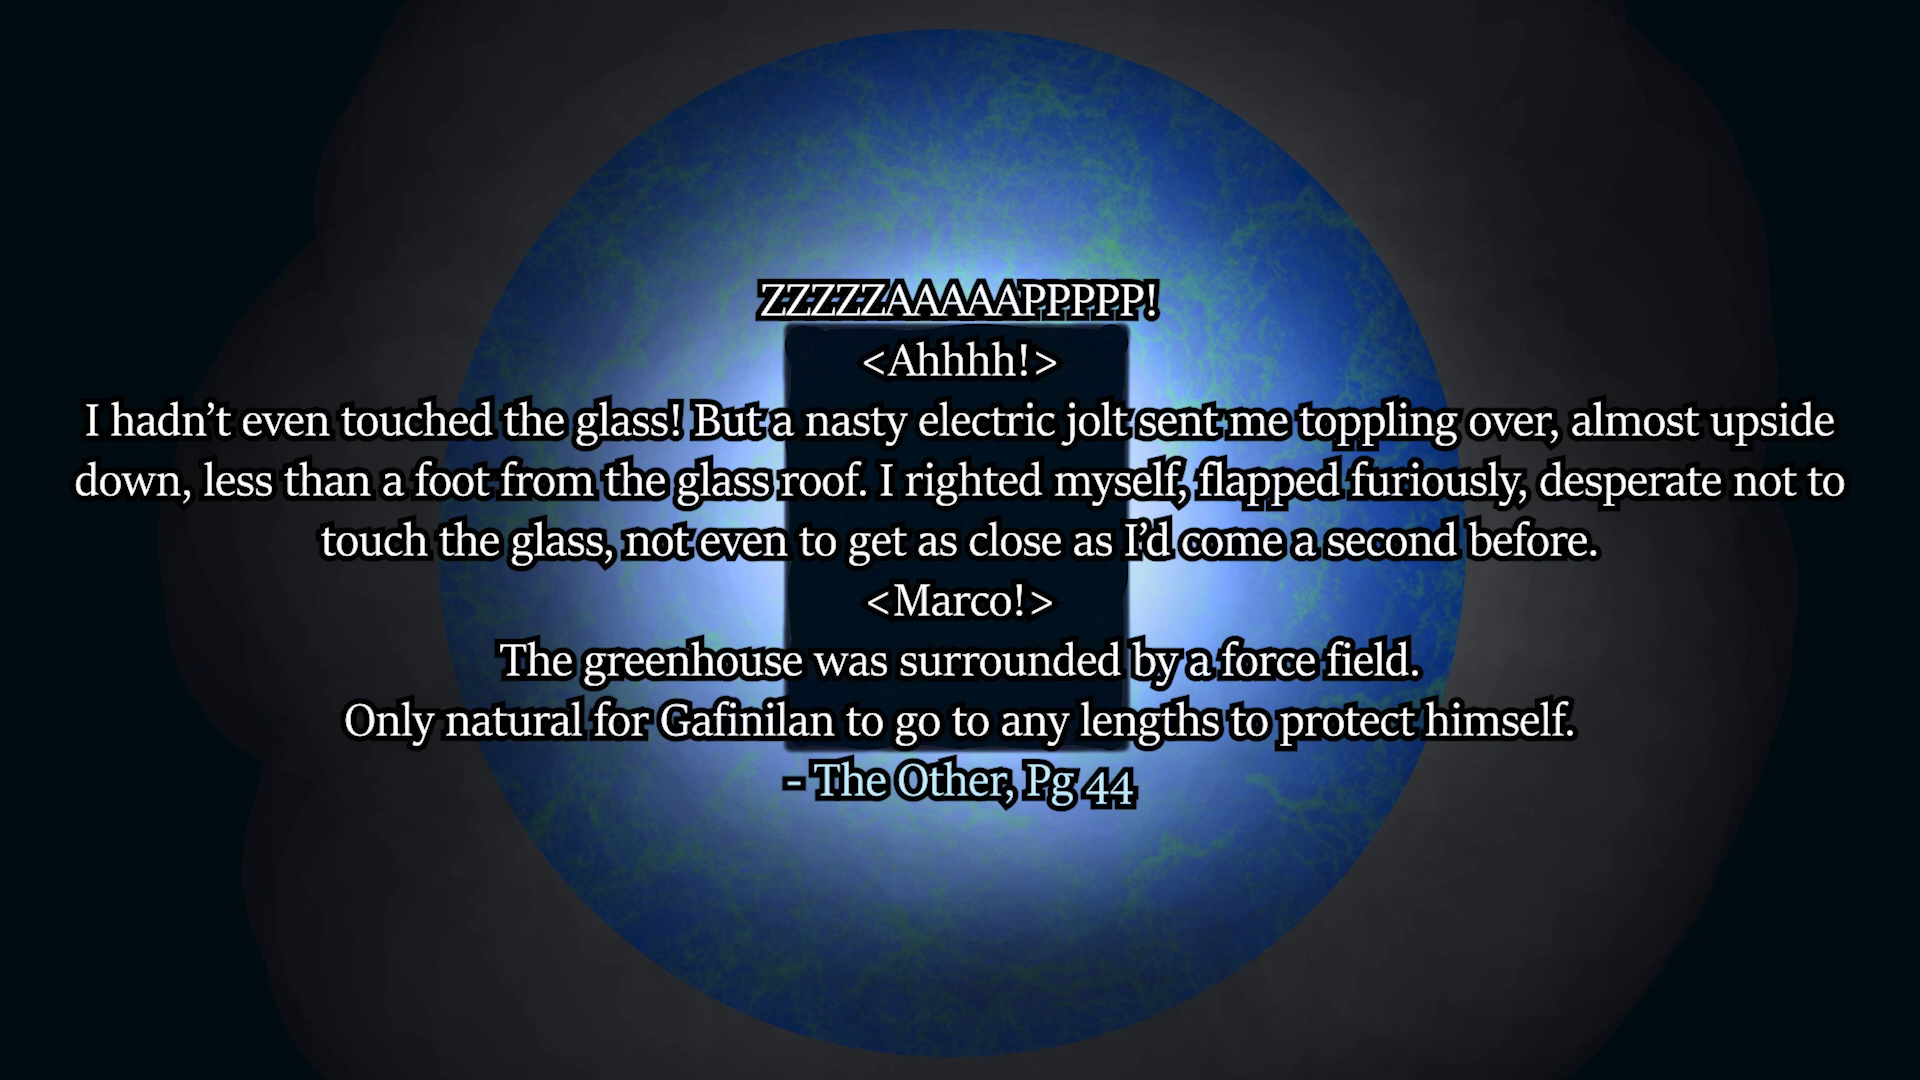 ZZZZZAAAAAPPPPP!
<Ahhhh!>
I hadn’t even touched the glass! But a nasty electric jolt sent me toppling over, almost upside
down, less than a foot from the glass roof. I righted myself, flapped furiously, desperate not to
touch the glass, not even to get as close as I’d come a second before.
<Marco!>
The greenhouse was surrounded by a force field.
Only natural for Gafinilan to go to any lengths to protect himself.
- The Other, Pg 44